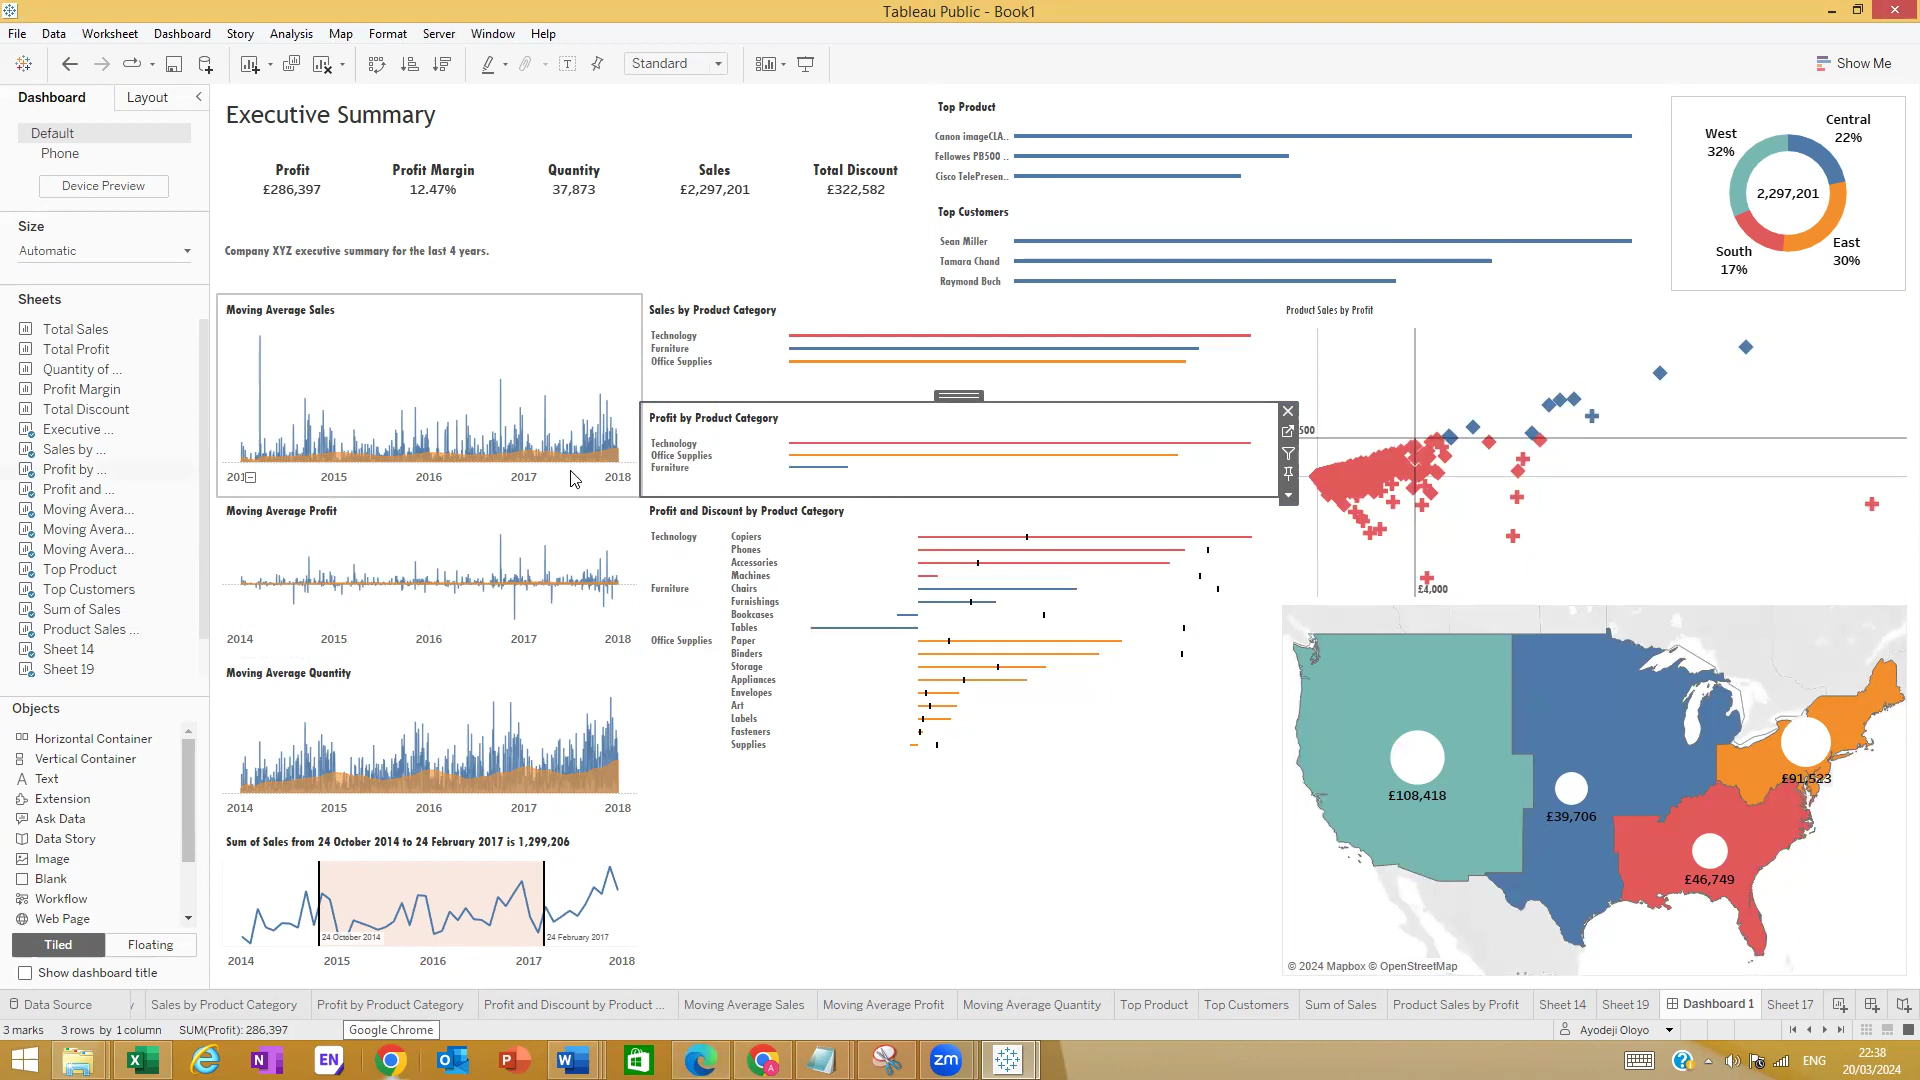 Tableau Public - Book1
File Data Worksheet Dashboard Story Analysis Map Format Server Window Help
Standard
Show Me
Dashboard Layout
Default
Phone
Device Preview
Size
Automatic
Sheets
Total Sales
Total Profit
Quantity of ...
Profit Margin
Total Discount
Executive ...
Sales by ...
Profit by ...
Profit and ...
Moving Avera...
Moving Avera...
Moving Avera...
Top Product
Top Customers
Sum of Sales
Product Sales ...
Sheet 14
Sheet 19
Objects
Horizontal Container
Vertical Container
Text
Extension
Ask Data
Data Story
Image
Blank
Workflow
Web Page
Tiled Floating
Show dashboard title
Executive Summary
Profit Profit Margin Quantity Sales Total Discount
£286,397 12.47% 37,873 £2,297,201 £322,582
Company XYZ executive summary for the last 4 years.
Top Product
Canon imageCLA..
Fellowes PB500 ..
Cisco TelePresen..
Top Customers
Sean Miller
Tamara Chand
Raymond Buch
West
32%
Central
22%
2,297,201
South
17%
East
30%
Moving Average Sales
201 2015 2016 2017 2018
Moving Average Profit
2014 2015 2016 2017 2018
Moving Average Quantity
2014 2015 2016 2017 2018
Sum of Sales from 24 October 2014 to 24 February 2017 is 1,299,206
24 October 2014 24 February 2017
2014 2015 2016 2017 2018
Sales by Product Category
Technology
Furniture
Office Supplies
Profit by Product Category
Technology
Office Supplies
Furniture
Profit and Discount by Product Category
Technology Copiers
Phones
Accessories
Machines
Furniture Chairs
Furnishings
Bookcases
Tables
Office Supplies Paper
Binders
Storage
Appliances
Envelopes
Art
Labels
Fasteners
Supplies
Product Sales by Profit
500
£4,000
£108,418
£39,706
£91,523
£46,749
© 2024 Mapbox © OpenStreetMap
Data Source Sales by Product Category Profit by Product Category Profit and Discount by Product ... Moving Average Sales Moving Average Profit Moving Average Quantity Top Product Top Customers Sum of Sales Product Sales by Profit Sheet 14 Sheet 19 Dashboard 1 Sheet 17
3 marks 3 rows by 1 column SUM(Profit): 286,397
Google Chrome
Ayodeji Oloyo
EN
zm
ENG
22:38
20/03/2024